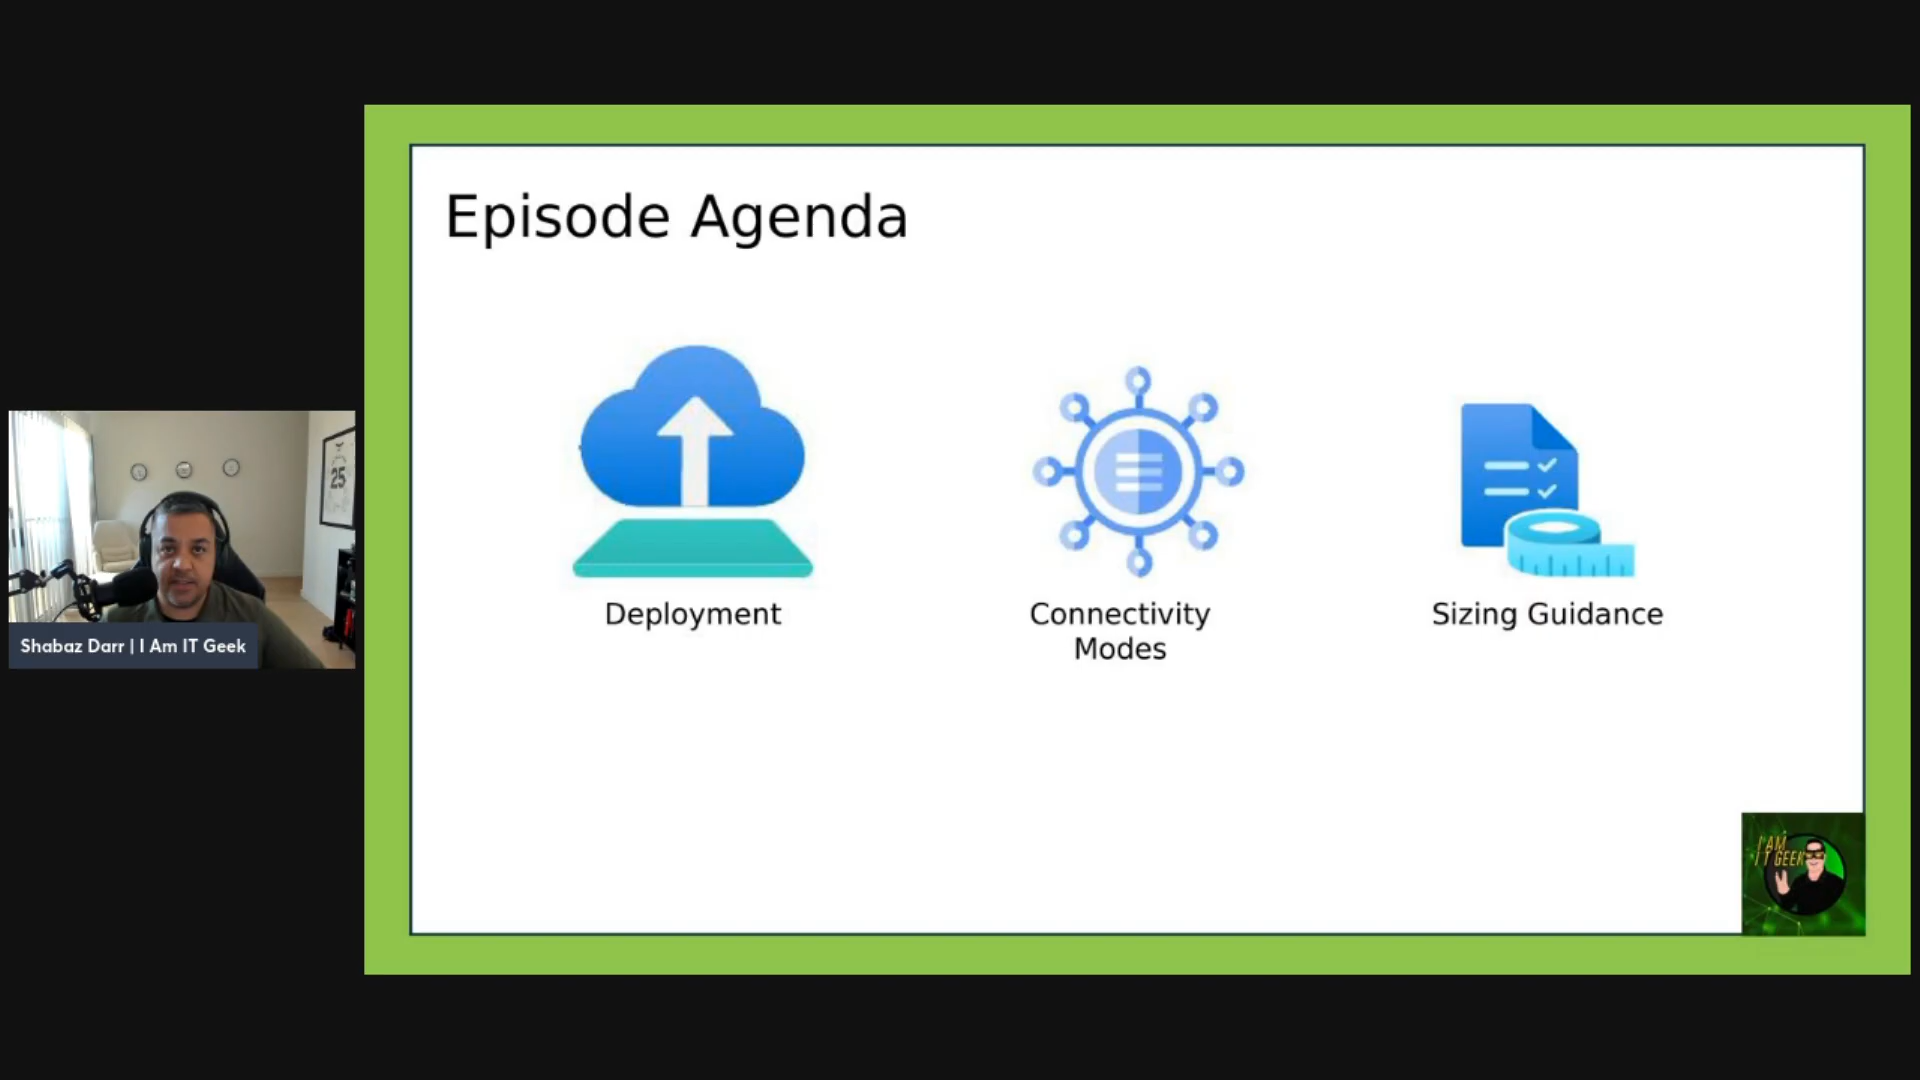 Episode Agenda
Deployment
Connectivity
Modes
Sizing Guidance
25
Shabaz Darr | I Am IT Geek
I AM
IT GEEK